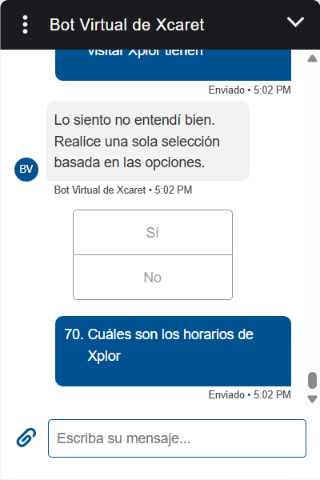 Bot Virtual de Xcaret
visitar Xplor tienen
Enviado • 5:02 PM
Lo siento no entendí bien.
Realice una sola selección
basada en las opciones.
BV
Bot Virtual de Xcaret • 5:02 PM
Sí
No
70. Cuáles son los horarios de
Xplor
Enviado • 5:02 PM
Escriba su mensaje...